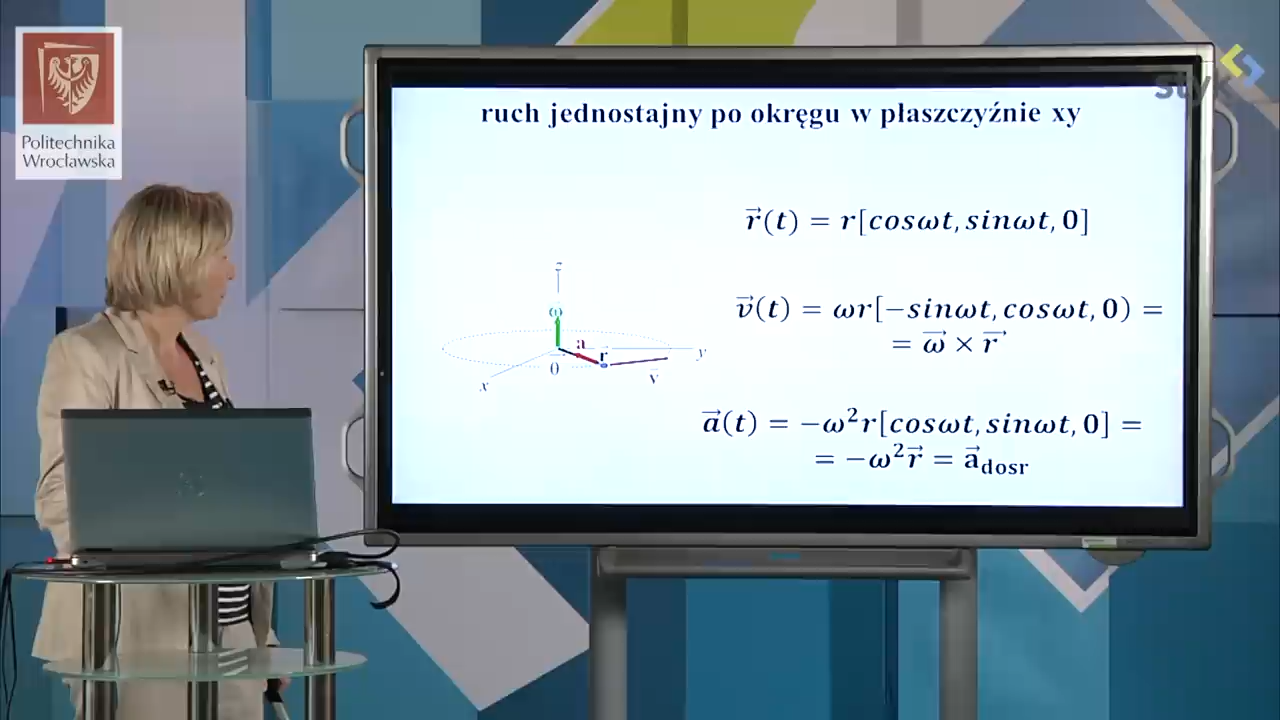 Politechnika
Wrocławska
ruch jednostajny po okręgu w płaszczyźnie xy
r⃗(t) = r[cosωt, sinωt, 0]
v⃗(t) = ωr[−sinωt, cosωt, 0) =
= ω⃗ × r⃗
a⃗(t) = −ω²r[cosωt, sinωt, 0] =
= −ω²r⃗ = a⃗dosr
z
ω
a
r
y
0
x
v